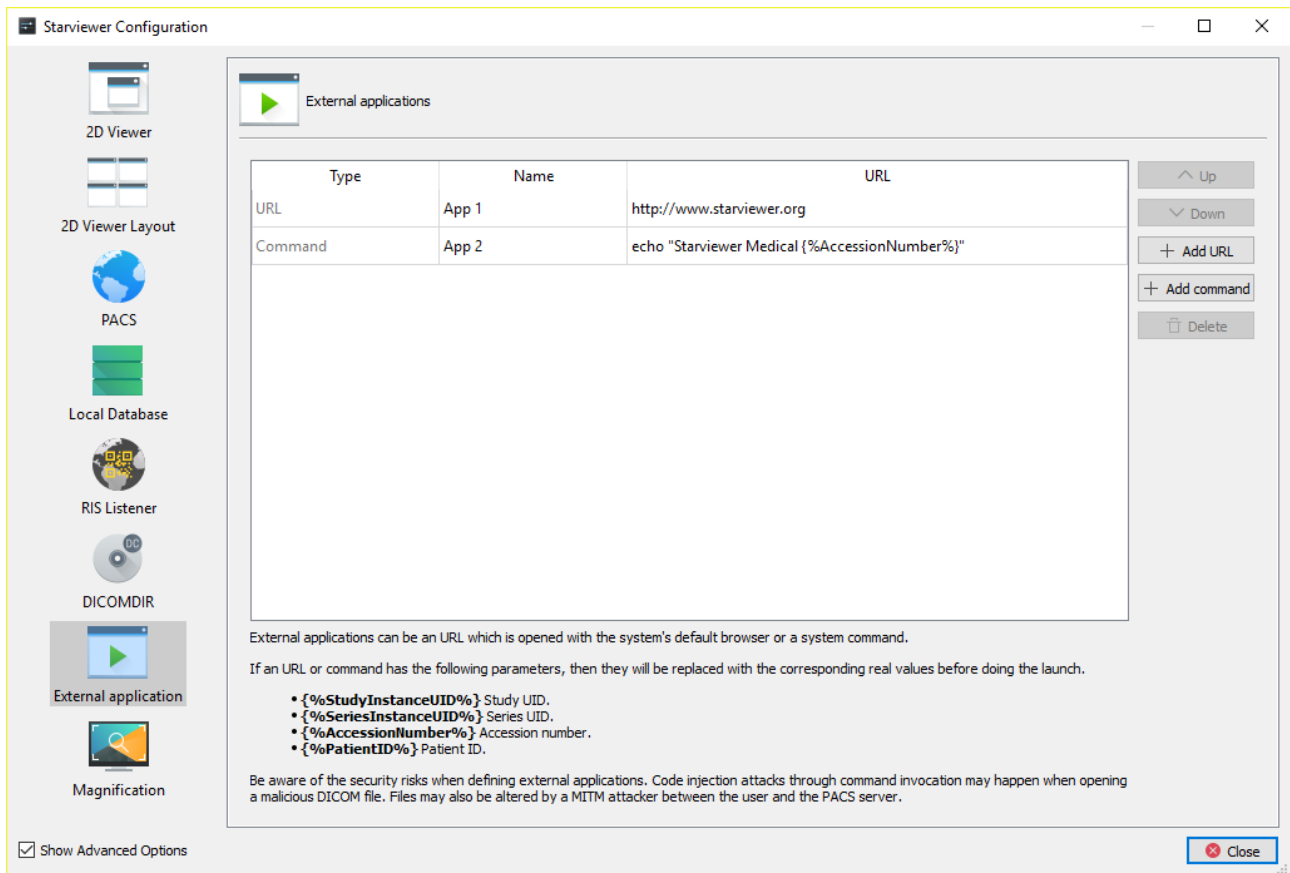 Starviewer Configuration
2D Viewer
2D Viewer Layout
PACS
Local Database
RIS Listener
DC
DICOMDIR
External application
Magnification
External applications
Type Name URL
URL App 1 http://www.starviewer.org
Command App 2 echo "Starviewer Medical {%AccessionNumber%}"
Up
Down
+ Add URL
+ Add command
Delete
External applications can be an URL which is opened with the system's default browser or a system command.
If an URL or command has the following parameters, then they will be replaced with the corresponding real values before doing the launch.
• {%StudyInstanceUID%} Study UID.
• {%SeriesInstanceUID%} Series UID.
• {%AccessionNumber%} Accession number.
• {%PatientID%} Patient ID.
Be aware of the security risks when defining external applications. Code injection attacks through command invocation may happen when opening
a malicious DICOM file. Files may also be altered by a MITM attacker between the user and the PACS server.
Show Advanced Options
Close